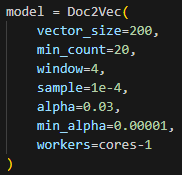 model = Doc2Vec(
    vector_size=200,
    min_count=20,
    window=4,
    sample=1e-4,
    alpha=0.03,
    min_alpha=0.00001,
    workers=cores-1
)